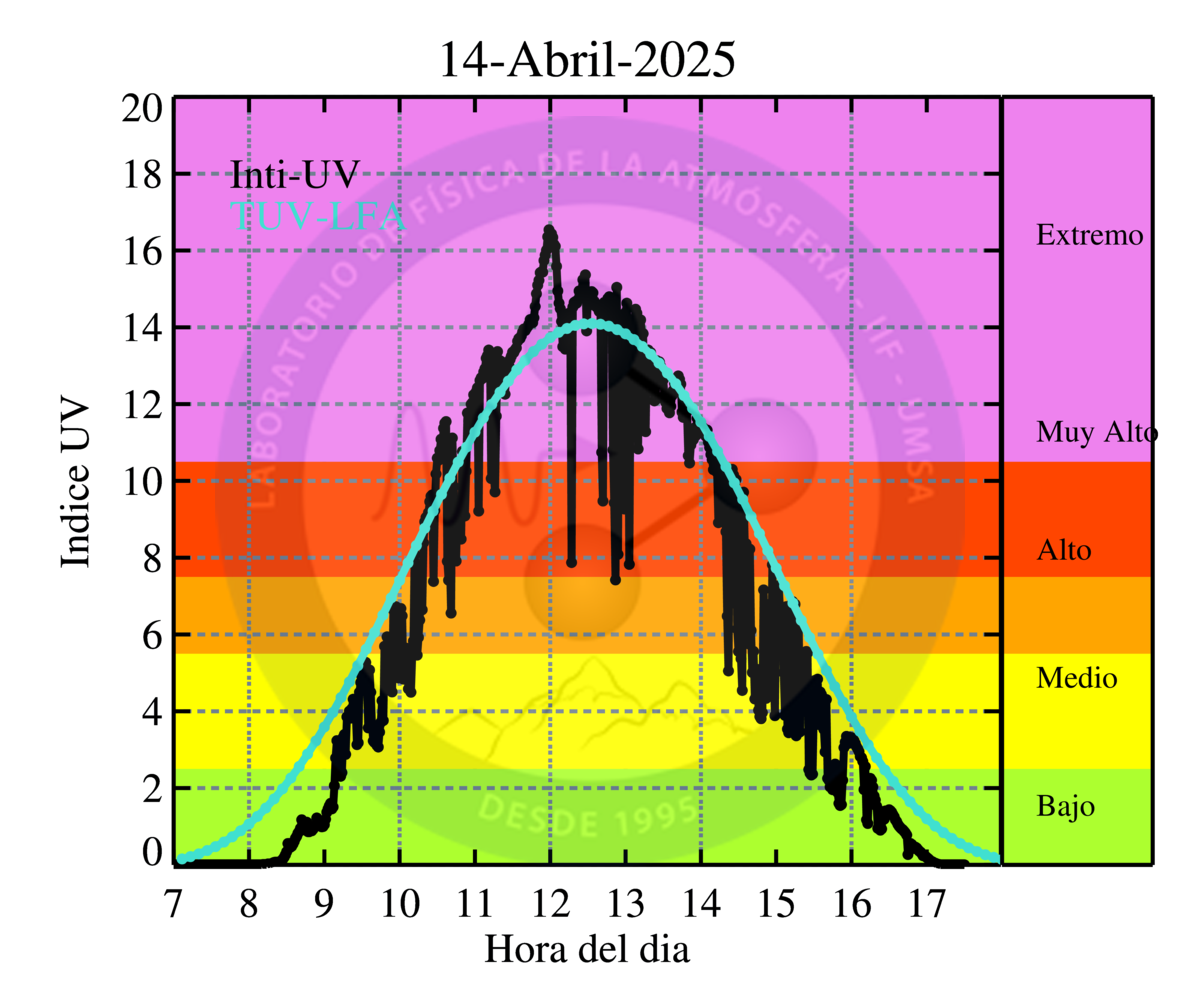 14-Abril-2025
20
18
16
14
12
10
8
6
4
2
0
Indice UV
Inti-UV
TUV-LFA
LABORATORIO DE FÍSICA DE LA ATMÓSFERA - IIF - UMSA
DESDE 1995
Extremo
Muy Alto
Alto
Medio
Bajo
7 8 9 10 11 12 13 14 15 16 17
Hora del dia